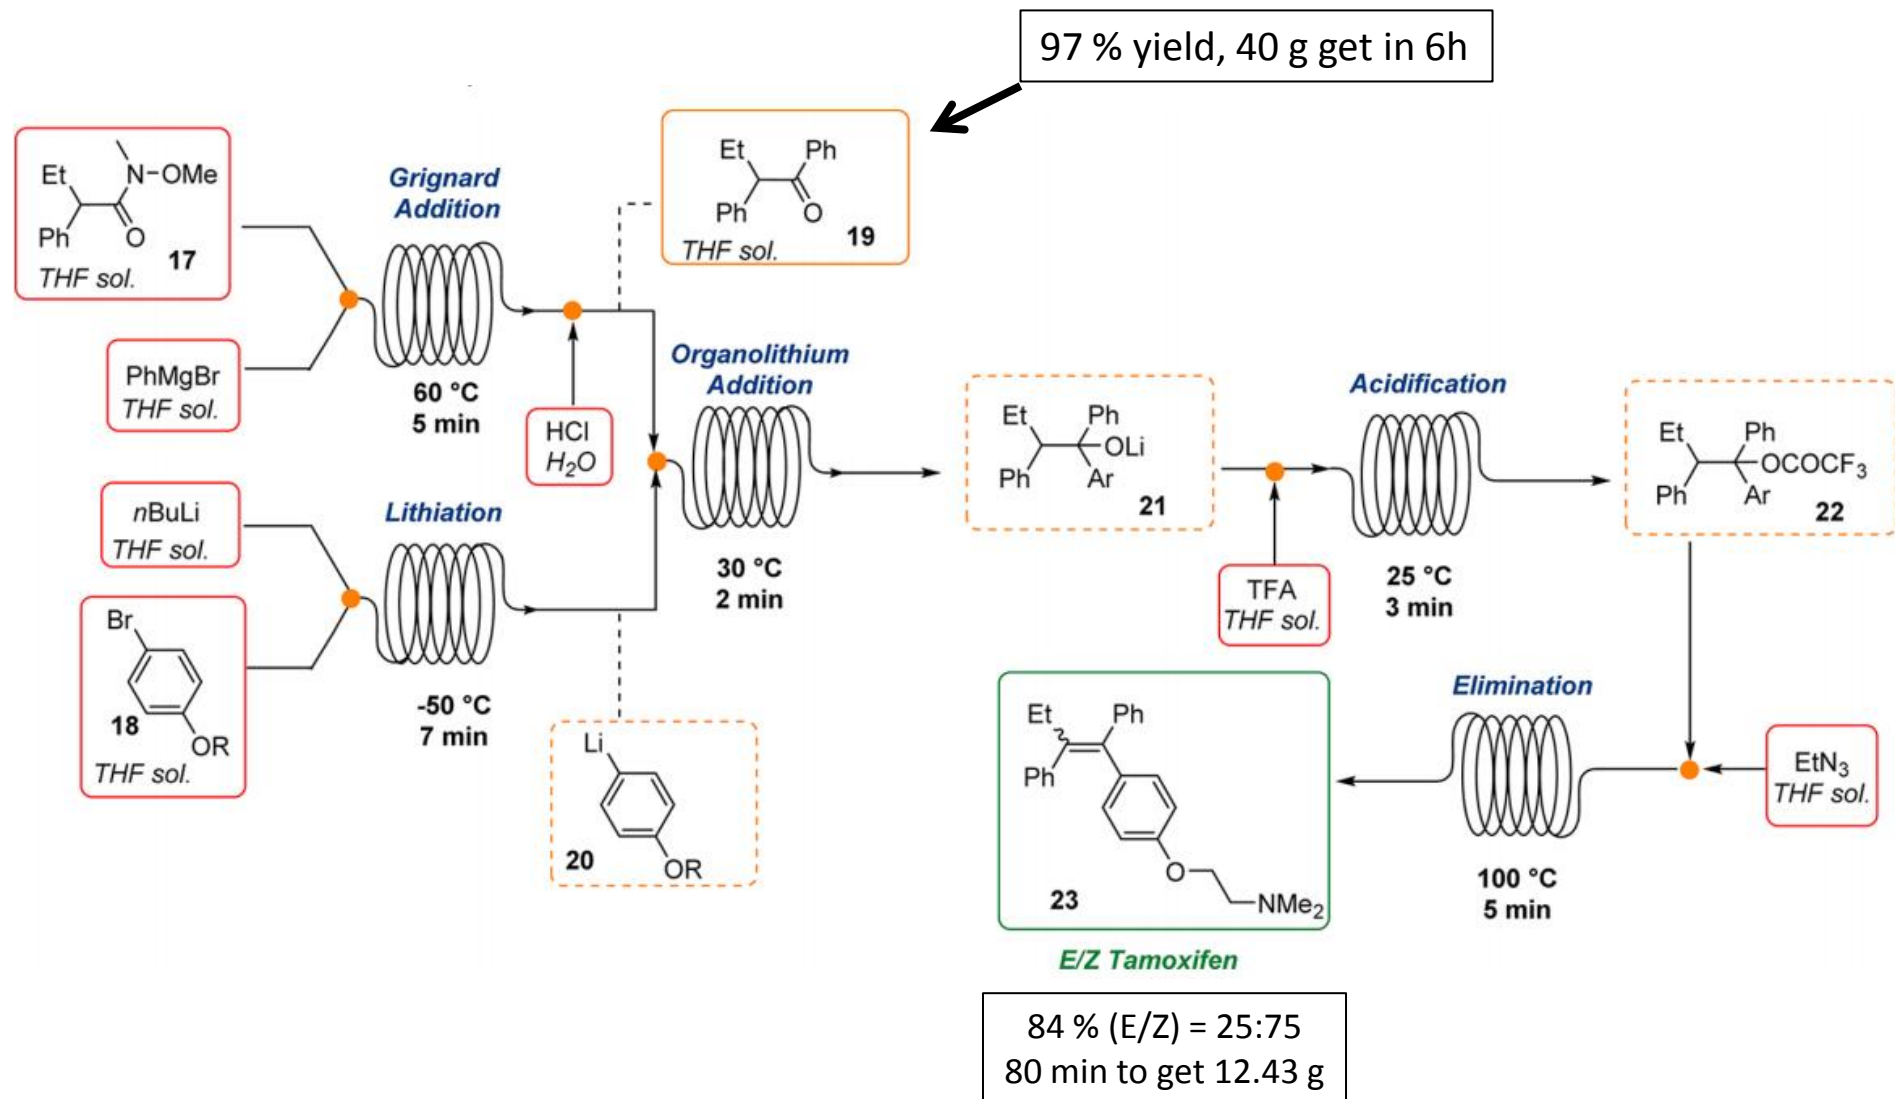 97 % yield, 40 g get in 6h
Et
N-OMe
Ph
O
17
THF sol.
Grignard
Addition
Et
Ph
Ph
O
19
THF sol.
PhMgBr
THF sol.
60 °C
5 min
HCl
H2O
Organolithium
Addition
30 °C
2 min
nBuLi
THF sol.
Lithiation
Br
18
OR
THF sol.
-50 °C
7 min
Li
20
OR
Et
Ph
OLi
Ph
Ar
21
Acidification
TFA
THF sol.
25 °C
3 min
Et
Ph
OCOCF3
Ph
Ar
22
Elimination
EtN3
THF sol.
100 °C
5 min
Et
Ph
Ph
O
NMe2
23
E/Z Tamoxifen
84 % (E/Z) = 25:75
80 min to get 12.43 g